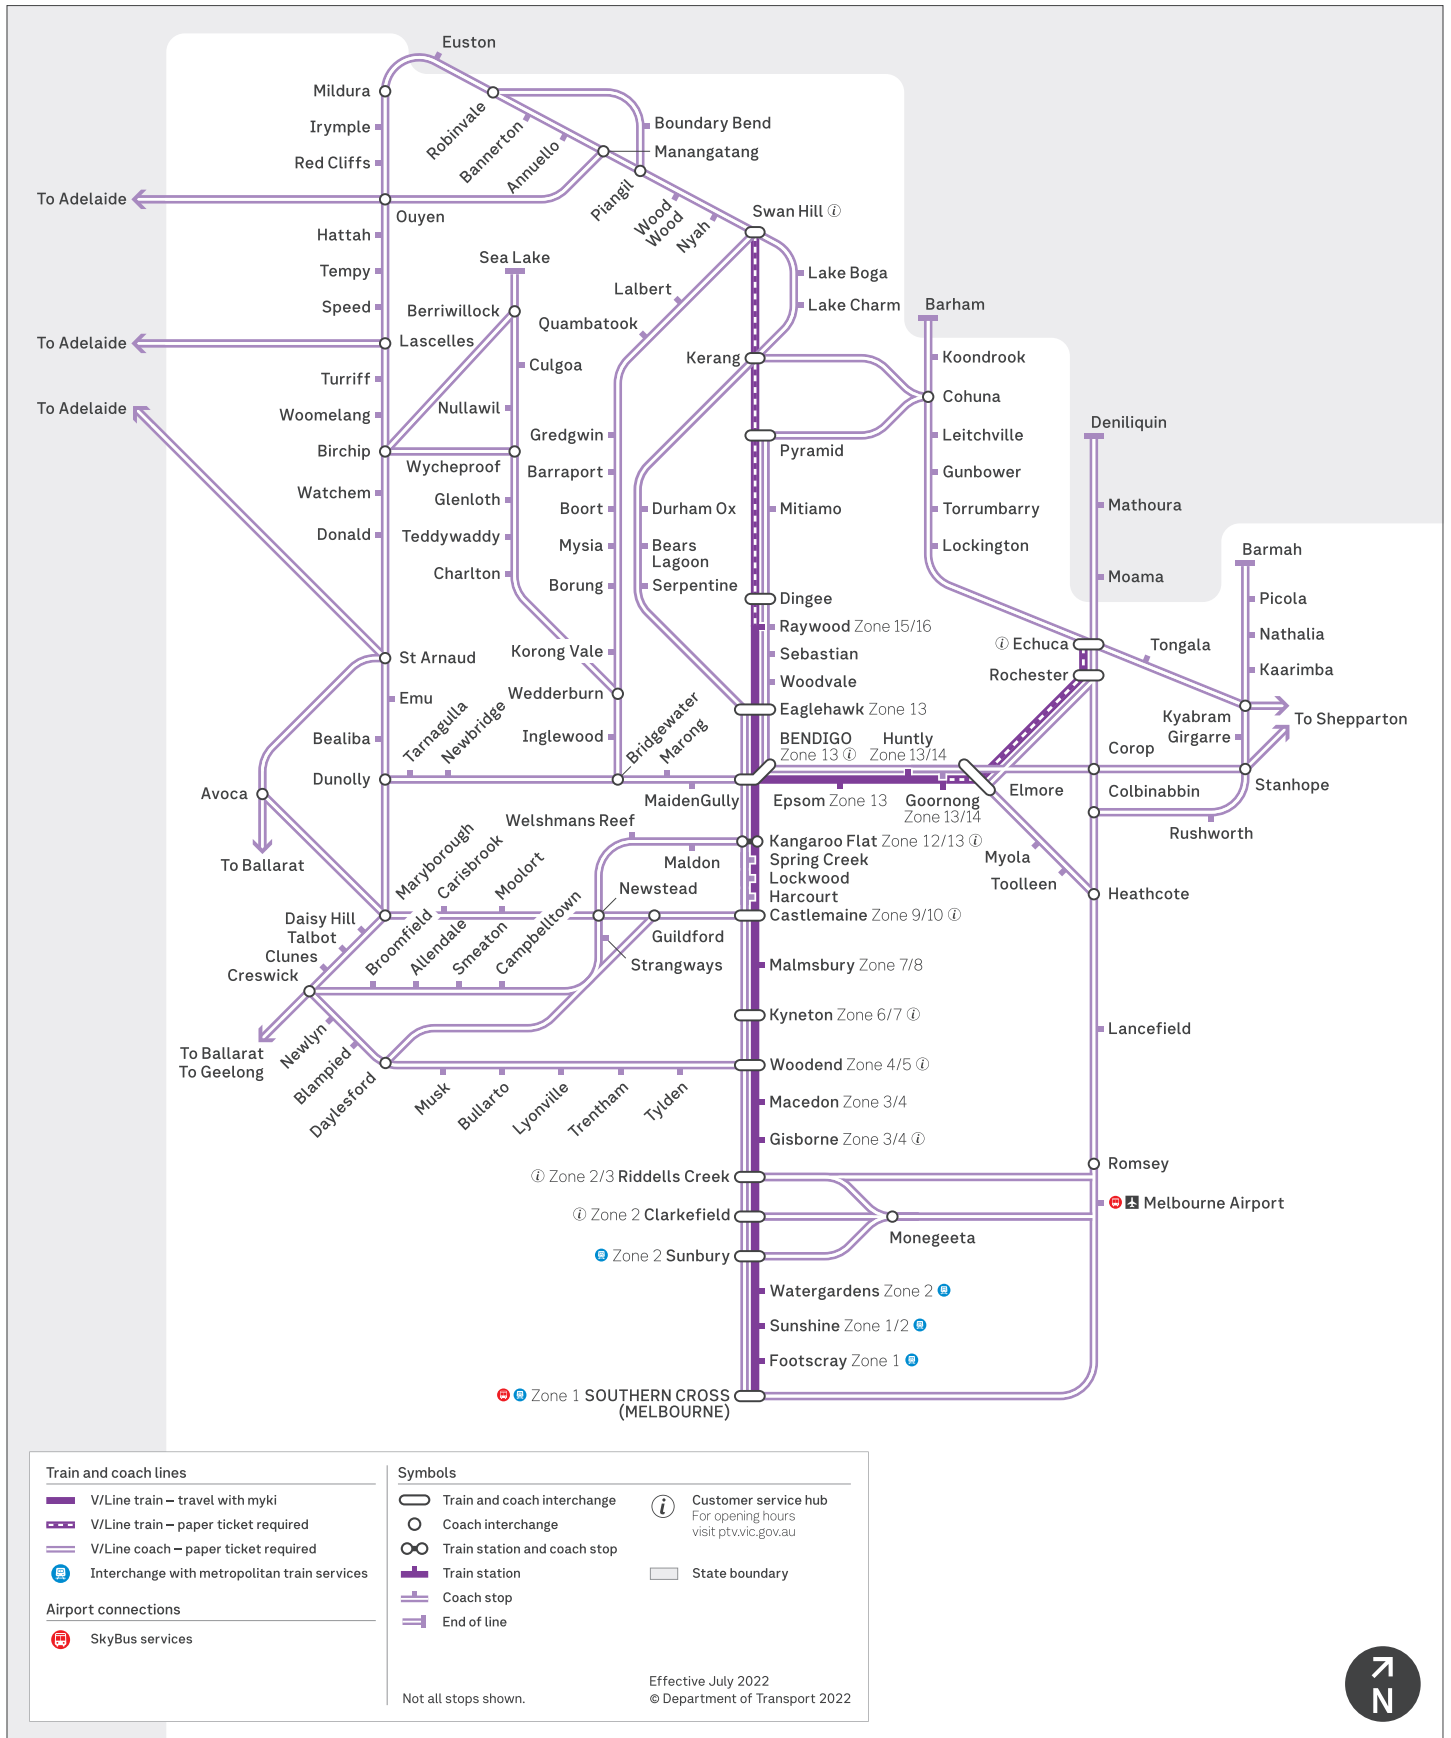 Euston
Mildura
Irymple
Red Cliffs
To Adelaide
Ouyen
Hattah
Tempy
Speed
To Adelaide
Lascelles
Turriff
Woomelang
To Adelaide
Birchip
Watchem
Donald
St Arnaud
Emu
Bealiba
Dunolly
Avoca
To Ballarat
Robinvale
Bannerton
Annuello
Boundary Bend
Manangatang
Piangil
Wood
Wood
Nyah
Swan Hill i
Lake Boga
Lake Charm
Sea Lake
Berriwillock
Culgoa
Nullawil
Wycheproof
Glenloth
Teddywaddy
Charlton
Lalbert
Quambatook
Gredgwin
Barraport
Boort
Mysia
Borung
Korong Vale
Wedderburn
Inglewood
Kerang
Durham Ox
Bears
Lagoon
Serpentine
Pyramid
Mitiamo
Dingee
Raywood Zone 15/16
Sebastian
Woodvale
Eaglehawk Zone 13
Barham
Koondrook
Cohuna
Leitchville
Gunbower
Torrumbarry
Lockington
Deniliquin
Mathoura
Moama
i Echuca
Rochester
Barmah
Picola
Nathalia
Kaarimba
Tongala
Kyabram
Girgarre
To Shepparton
Corop
Stanhope
Colbinabbin
Rushworth
BENDIGO
Zone 13 i
Huntly
Zone 13/14
Epsom Zone 13
Goornong
Zone 13/14
Elmore
Myola
Toolleen
Heathcote
Lancefield
Romsey
Melbourne Airport
Tarnagulla
Newbridge
Bridgewater
Marong
MaidenGully
Welshmans Reef
Maldon
Kangaroo Flat Zone 12/13 i
Spring Creek
Lockwood
Harcourt
Castlemaine Zone 9/10 i
Malmsbury Zone 7/8
Kyneton Zone 6/7 i
Woodend Zone 4/5 i
Macedon Zone 3/4
Gisborne Zone 3/4 i
Maryborough
Carisbrook
Moolort
Newstead
Guildford
Strangways
Daisy Hill
Talbot
Clunes
Creswick
Broomfield
Allendale
Smeaton
Campbelltown
To Ballarat
To Geelong
Newlyn
Blampied
Daylesford
Musk
Bullarto
Lyonville
Trentham
Tylden
i Zone 2/3 Riddells Creek
i Zone 2 Clarkefield
Monegeeta
Zone 2 Sunbury
Watergardens Zone 2
Sunshine Zone 1/2
Footscray Zone 1
Zone 1 SOUTHERN CROSS
(MELBOURNE)
Train and coach lines
V/Line train – travel with myki
V/Line train – paper ticket required
V/Line coach – paper ticket required
Interchange with metropolitan train services
Airport connections
SkyBus services
Symbols
Train and coach interchange
Coach interchange
Train station and coach stop
Train station
Coach stop
End of line
i Customer service hub
For opening hours
visit ptv.vic.gov.au
State boundary
Not all stops shown.
Effective July 2022
© Department of Transport 2022
N